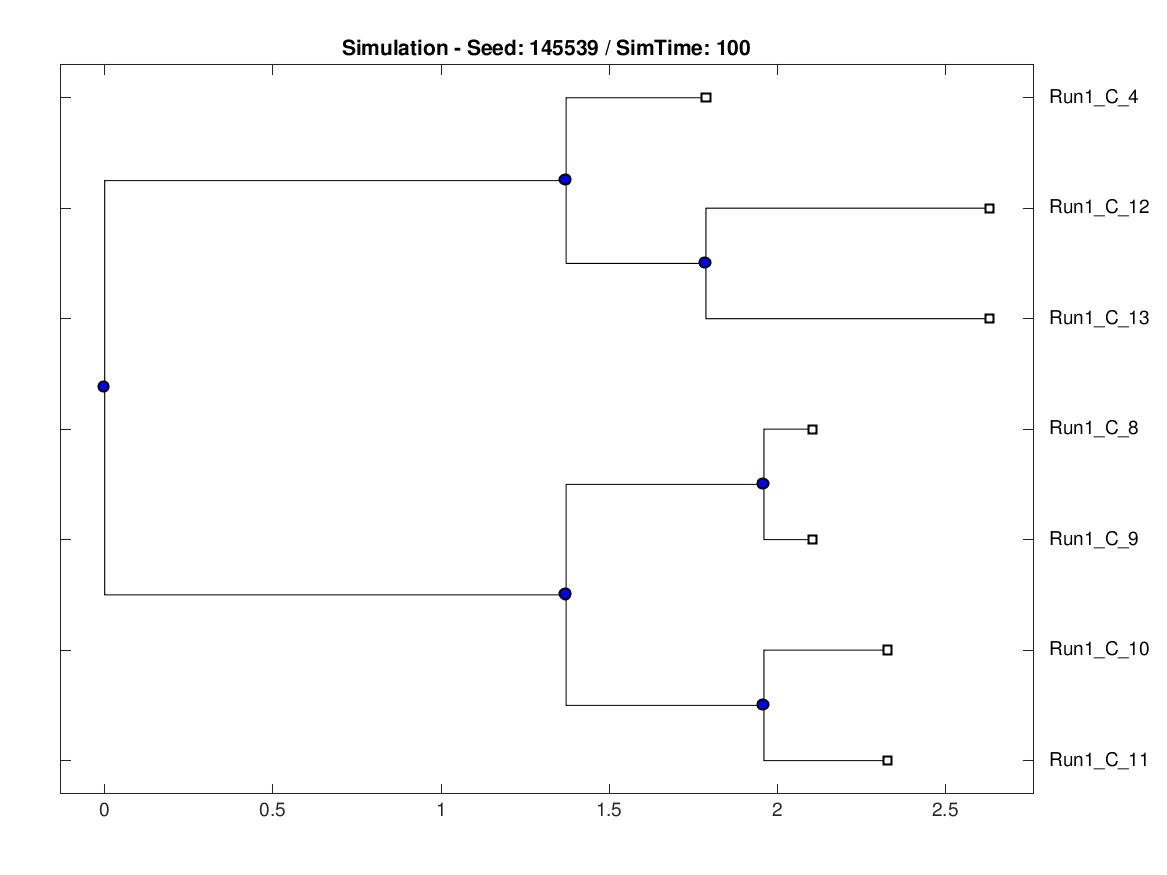 Simulation - Seed: 145539 / SimTime: 100
Run1_C_4
Run1_C_12
Run1_C_13
Run1_C_8
Run1_C_9
Run1_C_10
Run1_C_11
0 0.5 1 1.5 2 2.5